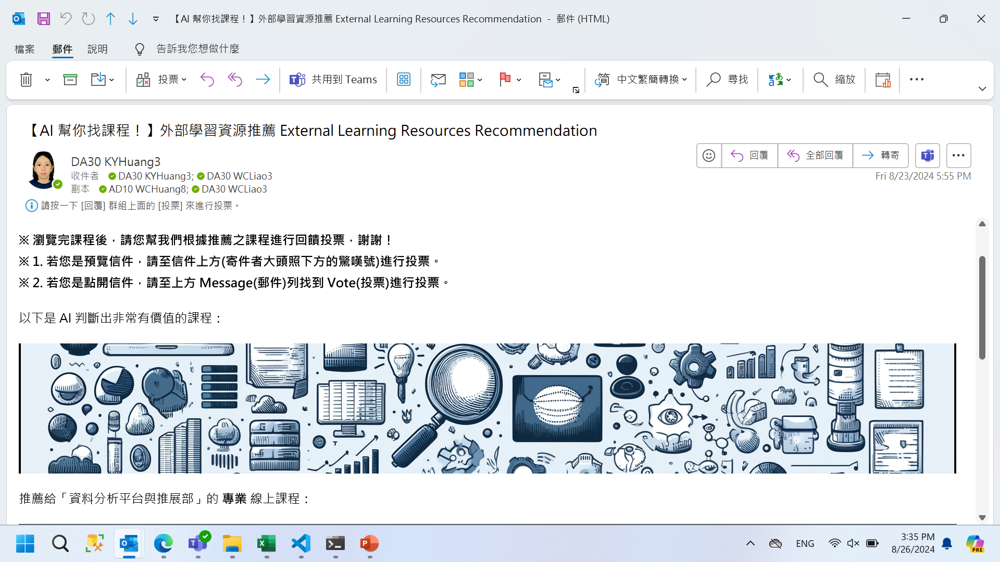 【AI 幫你找課程！】外部學習資源推薦 External Learning Resources Recommendation - 郵件 (HTML)
檔案 郵件 說明 告訴我您想做什麼
投票 共用到 Teams 中文繁簡轉換 尋找 縮放
【AI 幫你找課程！】外部學習資源推薦 External Learning Resources Recommendation
DA30 KYHuang3
回覆 全部回覆 轉寄
收件者 DA30 KYHuang3; DA30 WCLiao3
Fri 8/23/2024 5:55 PM
副本 AD10 WCHuang8; DA30 WCLiao3
請按一下 [回覆] 群組上面的 [投票] 來進行投票。
※ 瀏覽完課程後，請您幫我們根據推薦之課程進行回饋投票，謝謝！
※ 1. 若您是預覽信件，請至信件上方(寄件者大頭照下方的驚嘆號)進行投票。
※ 2. 若您是點開信件，請至上方 Message(郵件)列找到 Vote(投票)進行投票。
以下是 AI 判斷出非常有價值的課程：
推薦給「資料分析平台與推展部」的 專業 線上課程：
ENG
3:35 PM
8/26/2024
PRE